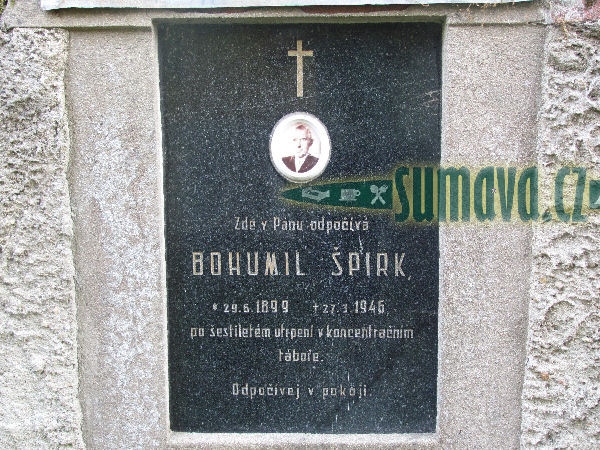 Zde v Pánu odpočívá
BOHUMIL ŠPIRK,
* 29.6.1899 †27.3.1946
po šestiletém utrpení v koncentračním
táboře.
Odpočívej v pokoji
sumava.cz